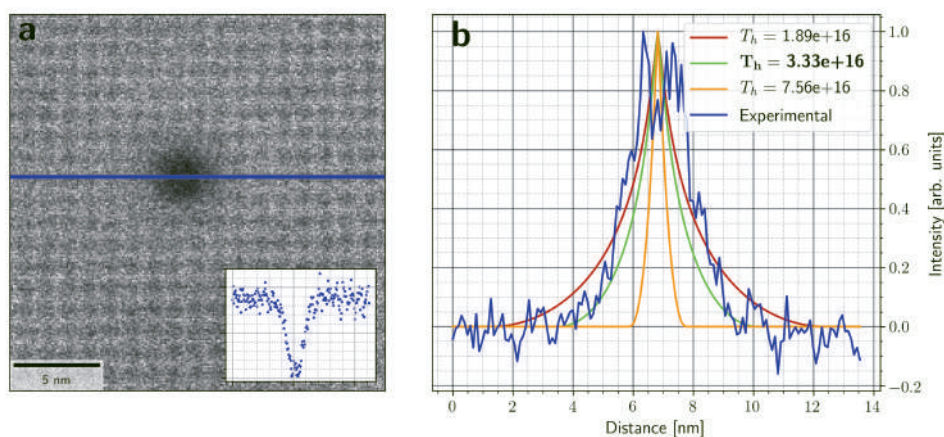 a
5 nm
b
T_h = 1.89e+16
T_h = 3.33e+16
T_h = 7.56e+16
Experimental
1.0
0.8
0.6
0.4
0.2
0.0
−0.2
Intensity [arb. units]
0 2 4 6 8 10 12 14
Distance [nm]